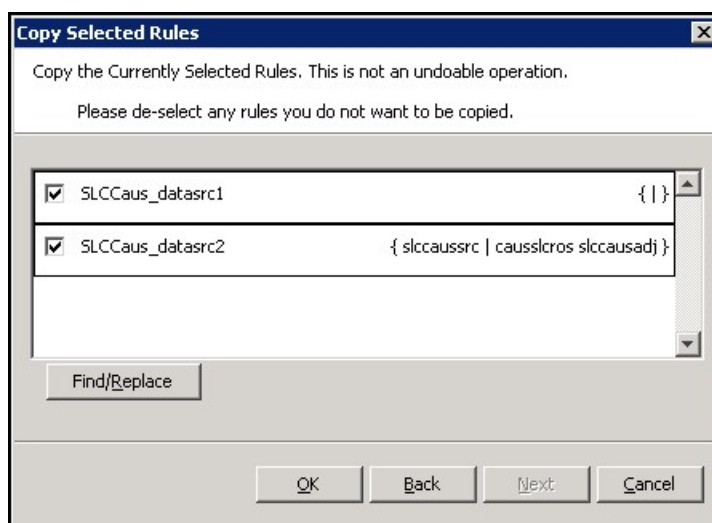 Copy Selected Rules
Copy the Currently Selected Rules. This is not an undoable operation.
Please de-select any rules you do not want to be copied.
SLCCaus_datasrc1 { | }
SLCCaus_datasrc2 { slccaussrc | causslcros slccausadj }
Find/Replace
OK Back Next Cancel